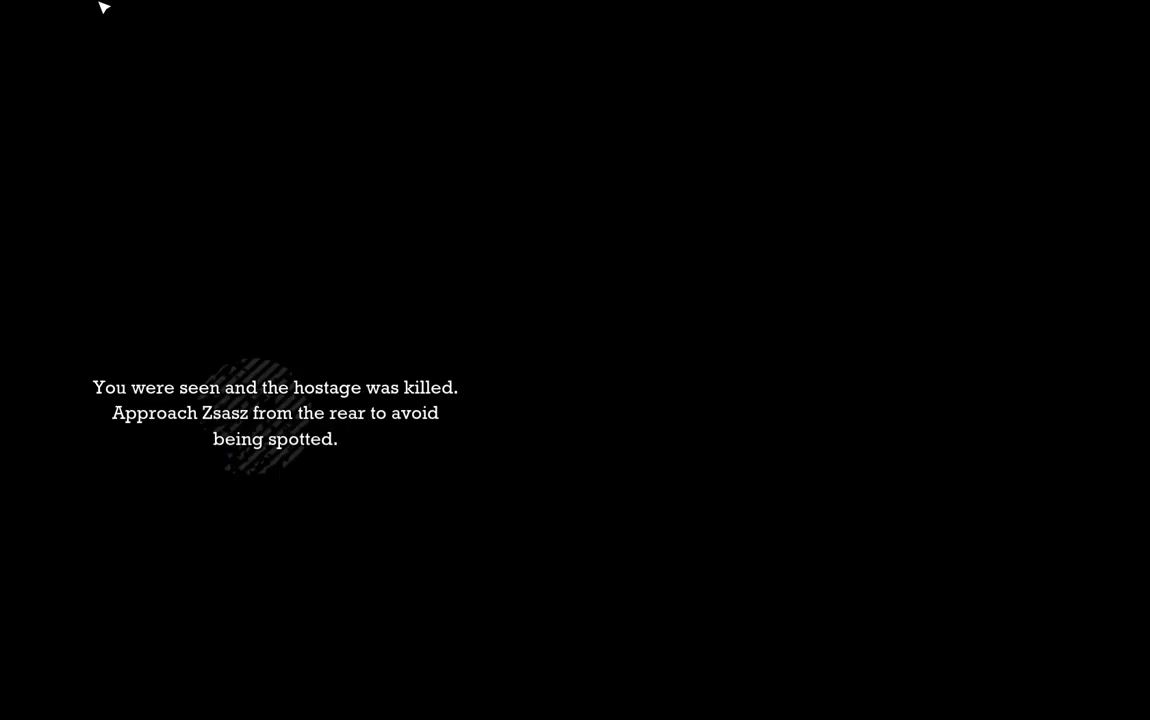 You were seen and the hostage was killed.
Approach Zsasz from the rear to avoid
being spotted.